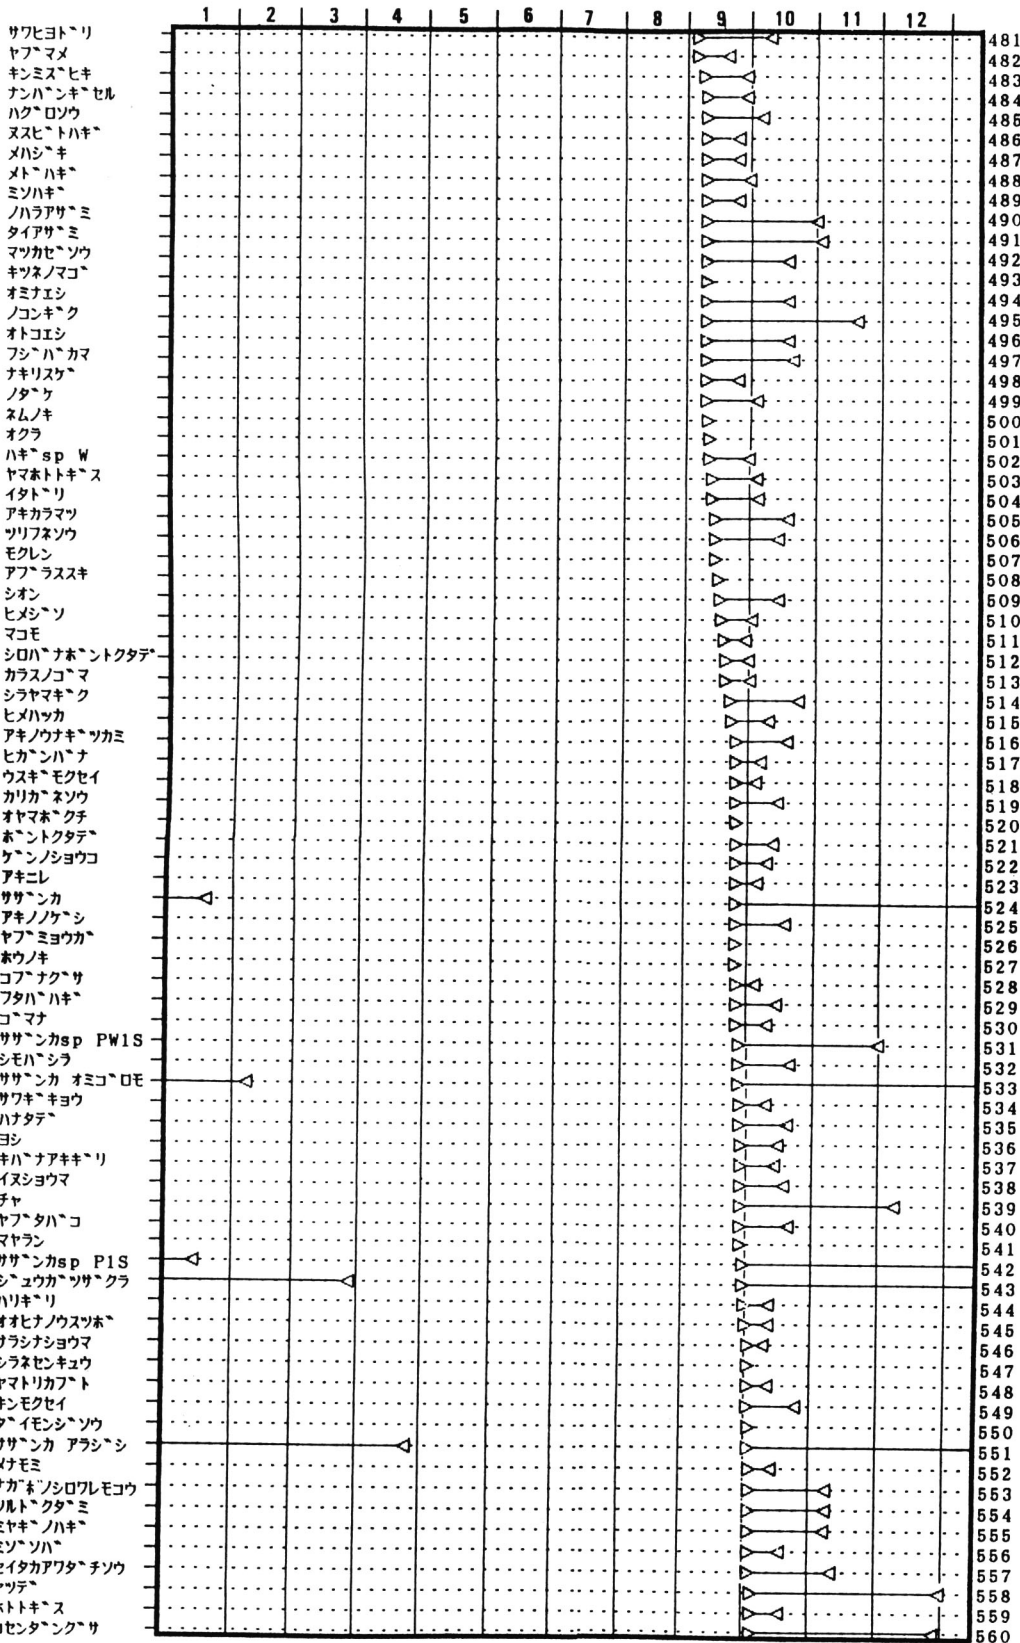 1 2 3 4 5 6 7 8 9 10 11 12
サワヒヨドリ 481
ヤブマメ 482
キンミズヒキ 483
ナンバンギセル 484
ハグロソウ 485
ヌスビトハギ 486
メハジキ 487
メドハギ 488
ミソハギ 489
ノハラアザミ 490
タイアザミ 491
マツカゼソウ 492
キツネノマゴ 493
オミナエシ 494
ノコンギク 495
オトコエシ 496
フジバカマ 497
ナキリスゲ 498
ノダケ 499
ネムノキ 500
オクラ 501
ハギsp W 502
ヤマホトトギス 503
イタドリ 504
アキカラマツ 505
ツリフネソウ 506
モクレン 507
アブラススキ 508
シオン 509
ヒメジソ 510
マコモ 511
シロバナボントクタデ 512
カラスノゴマ 513
シラヤマギク 514
ヒメハッカ 515
アキノウナギツカミ 516
ヒガンバナ 517
ウスギモクセイ 518
カリガネソウ 519
オヤマボクチ 520
ボントクタデ 521
ゲンノショウコ 522
アキニレ 523
サザンカ 524
アキノノゲシ 525
ヤブミョウガ 526
ホウノキ 527
コブナグサ 528
フタバハギ 529
ゴマナ 530
サザンカsp PW1S 531
シモバシラ 532
サザンカ オミゴロモ 533
サワギキョウ 534
ハナタデ 535
ヨシ 536
キバナアキギリ 537
イヌショウマ 538
チャ 539
ヤブタバコ 540
マヤラン 541
サザンカsp P1S 542
ジュウガツザクラ 543
ハリギリ 544
オオヒナノウスツボ 545
サラシナショウマ 546
シラネセンキュウ 547
ヤマトリカブト 548
キンモクセイ 549
ダイモンジソウ 550
サザンカ アラジシ 551
メナモミ 552
ナガボノシロワレモコウ 553
ツルドクダミ 554
ミヤギノハギ 555
ミゾソバ 556
セイタカアワダチソウ 557
ヤツデ 558
ホトトギス 559
コセンダングサ 560